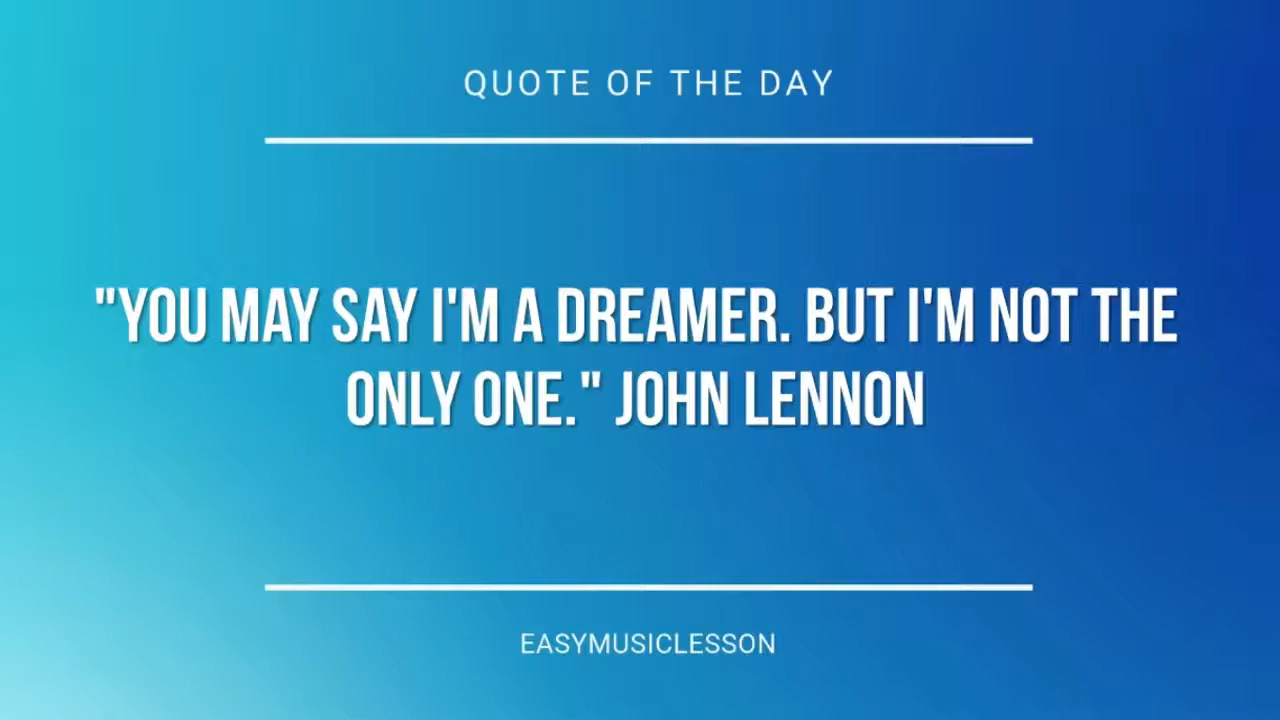 QUOTE OF THE DAY
"YOU MAY SAY I'M A DREAMER. BUT I'M NOT THE
ONLY ONE." JOHN LENNON
EASYMUSICLESSON